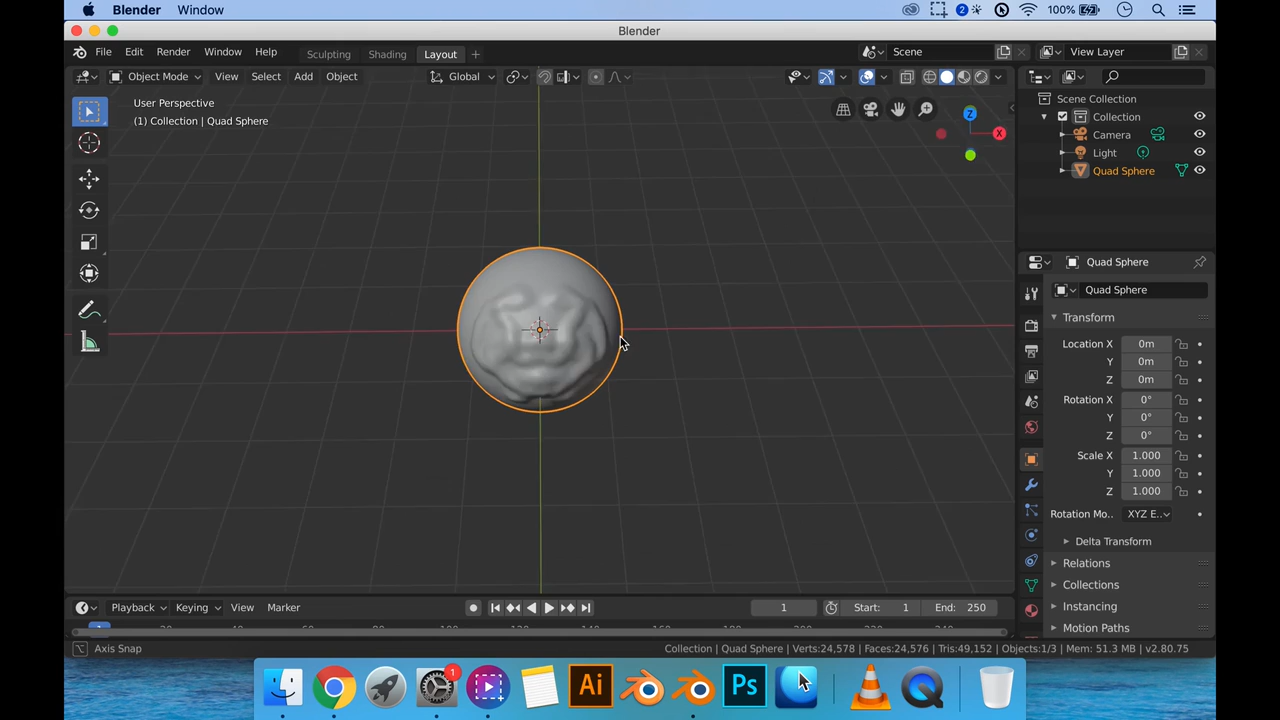 Blender Window 2 100%
Blender
File Edit Render Window Help Sculpting Shading Layout + Scene View Layer
Object Mode View Select Add Object Global
User Perspective
(1) Collection | Quad Sphere
Z
X
Scene Collection
Collection
Camera
Light
Quad Sphere
Quad Sphere
Quad Sphere
Transform
Location X 0m
Y 0m
Z 0m
Rotation X 0°
Y 0°
Z 0°
Scale X 1.000
Y 1.000
Z 1.000
Rotation Mo.. XYZ E..
Delta Transform
Relations
Collections
Instancing
Motion Paths
Playback Keying View Marker 1 Start: 1 End: 250
Axis Snap Collection | Quad Sphere | Verts:24,578 | Faces:24,576 | Tris:49,152 | Objects:1/3 | Mem: 51.3 MB | v2.80.75
1 Ai Ps